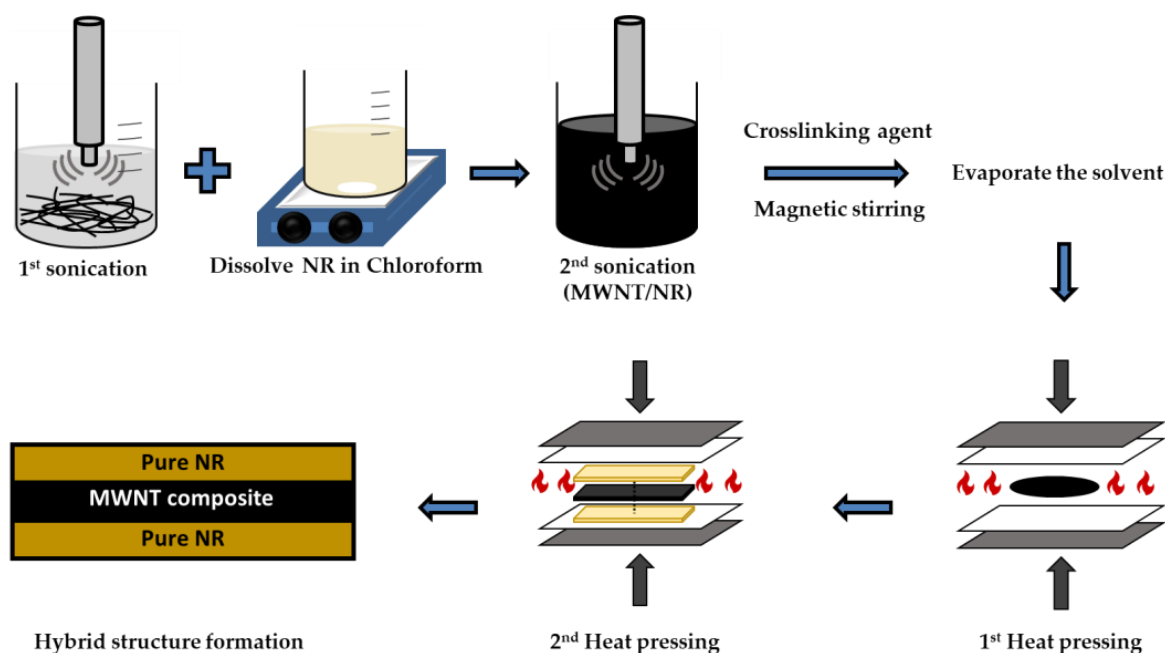 1st sonication
Dissolve NR in Chloroform
2nd sonication
(MWNT/NR)
Crosslinking agent
Magnetic stirring
Evaporate the solvent
Pure NR
MWNT composite
Pure NR
Hybrid structure formation
2nd Heat pressing
1st Heat pressing